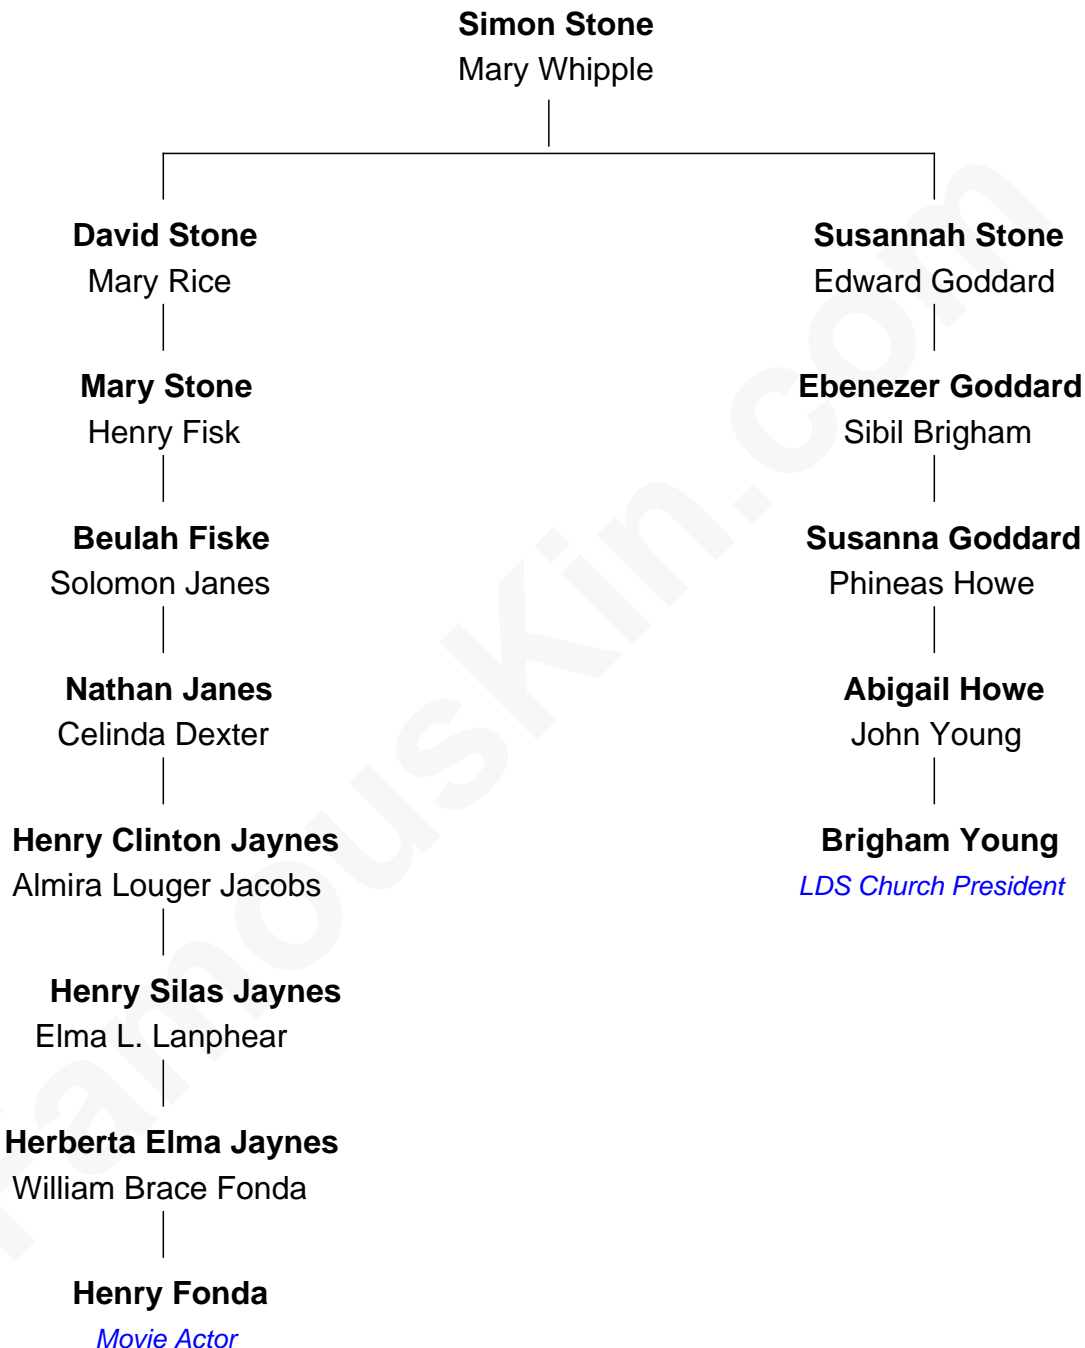 Simon Stone
Mary Whipple
David Stone
Mary Rice
Susannah Stone
Edward Goddard
Mary Stone
Henry Fisk
Ebenezer Goddard
Sibil Brigham
Beulah Fiske
Solomon Janes
Susanna Goddard
Phineas Howe
Nathan Janes
Celinda Dexter
Abigail Howe
John Young
Henry Clinton Jaynes
Almira Louger Jacobs
Brigham Young
LDS Church President
Henry Silas Jaynes
Elma L. Lanphear
Herberta Elma Jaynes
William Brace Fonda
Henry Fonda
Movie Actor
FamousKin.com